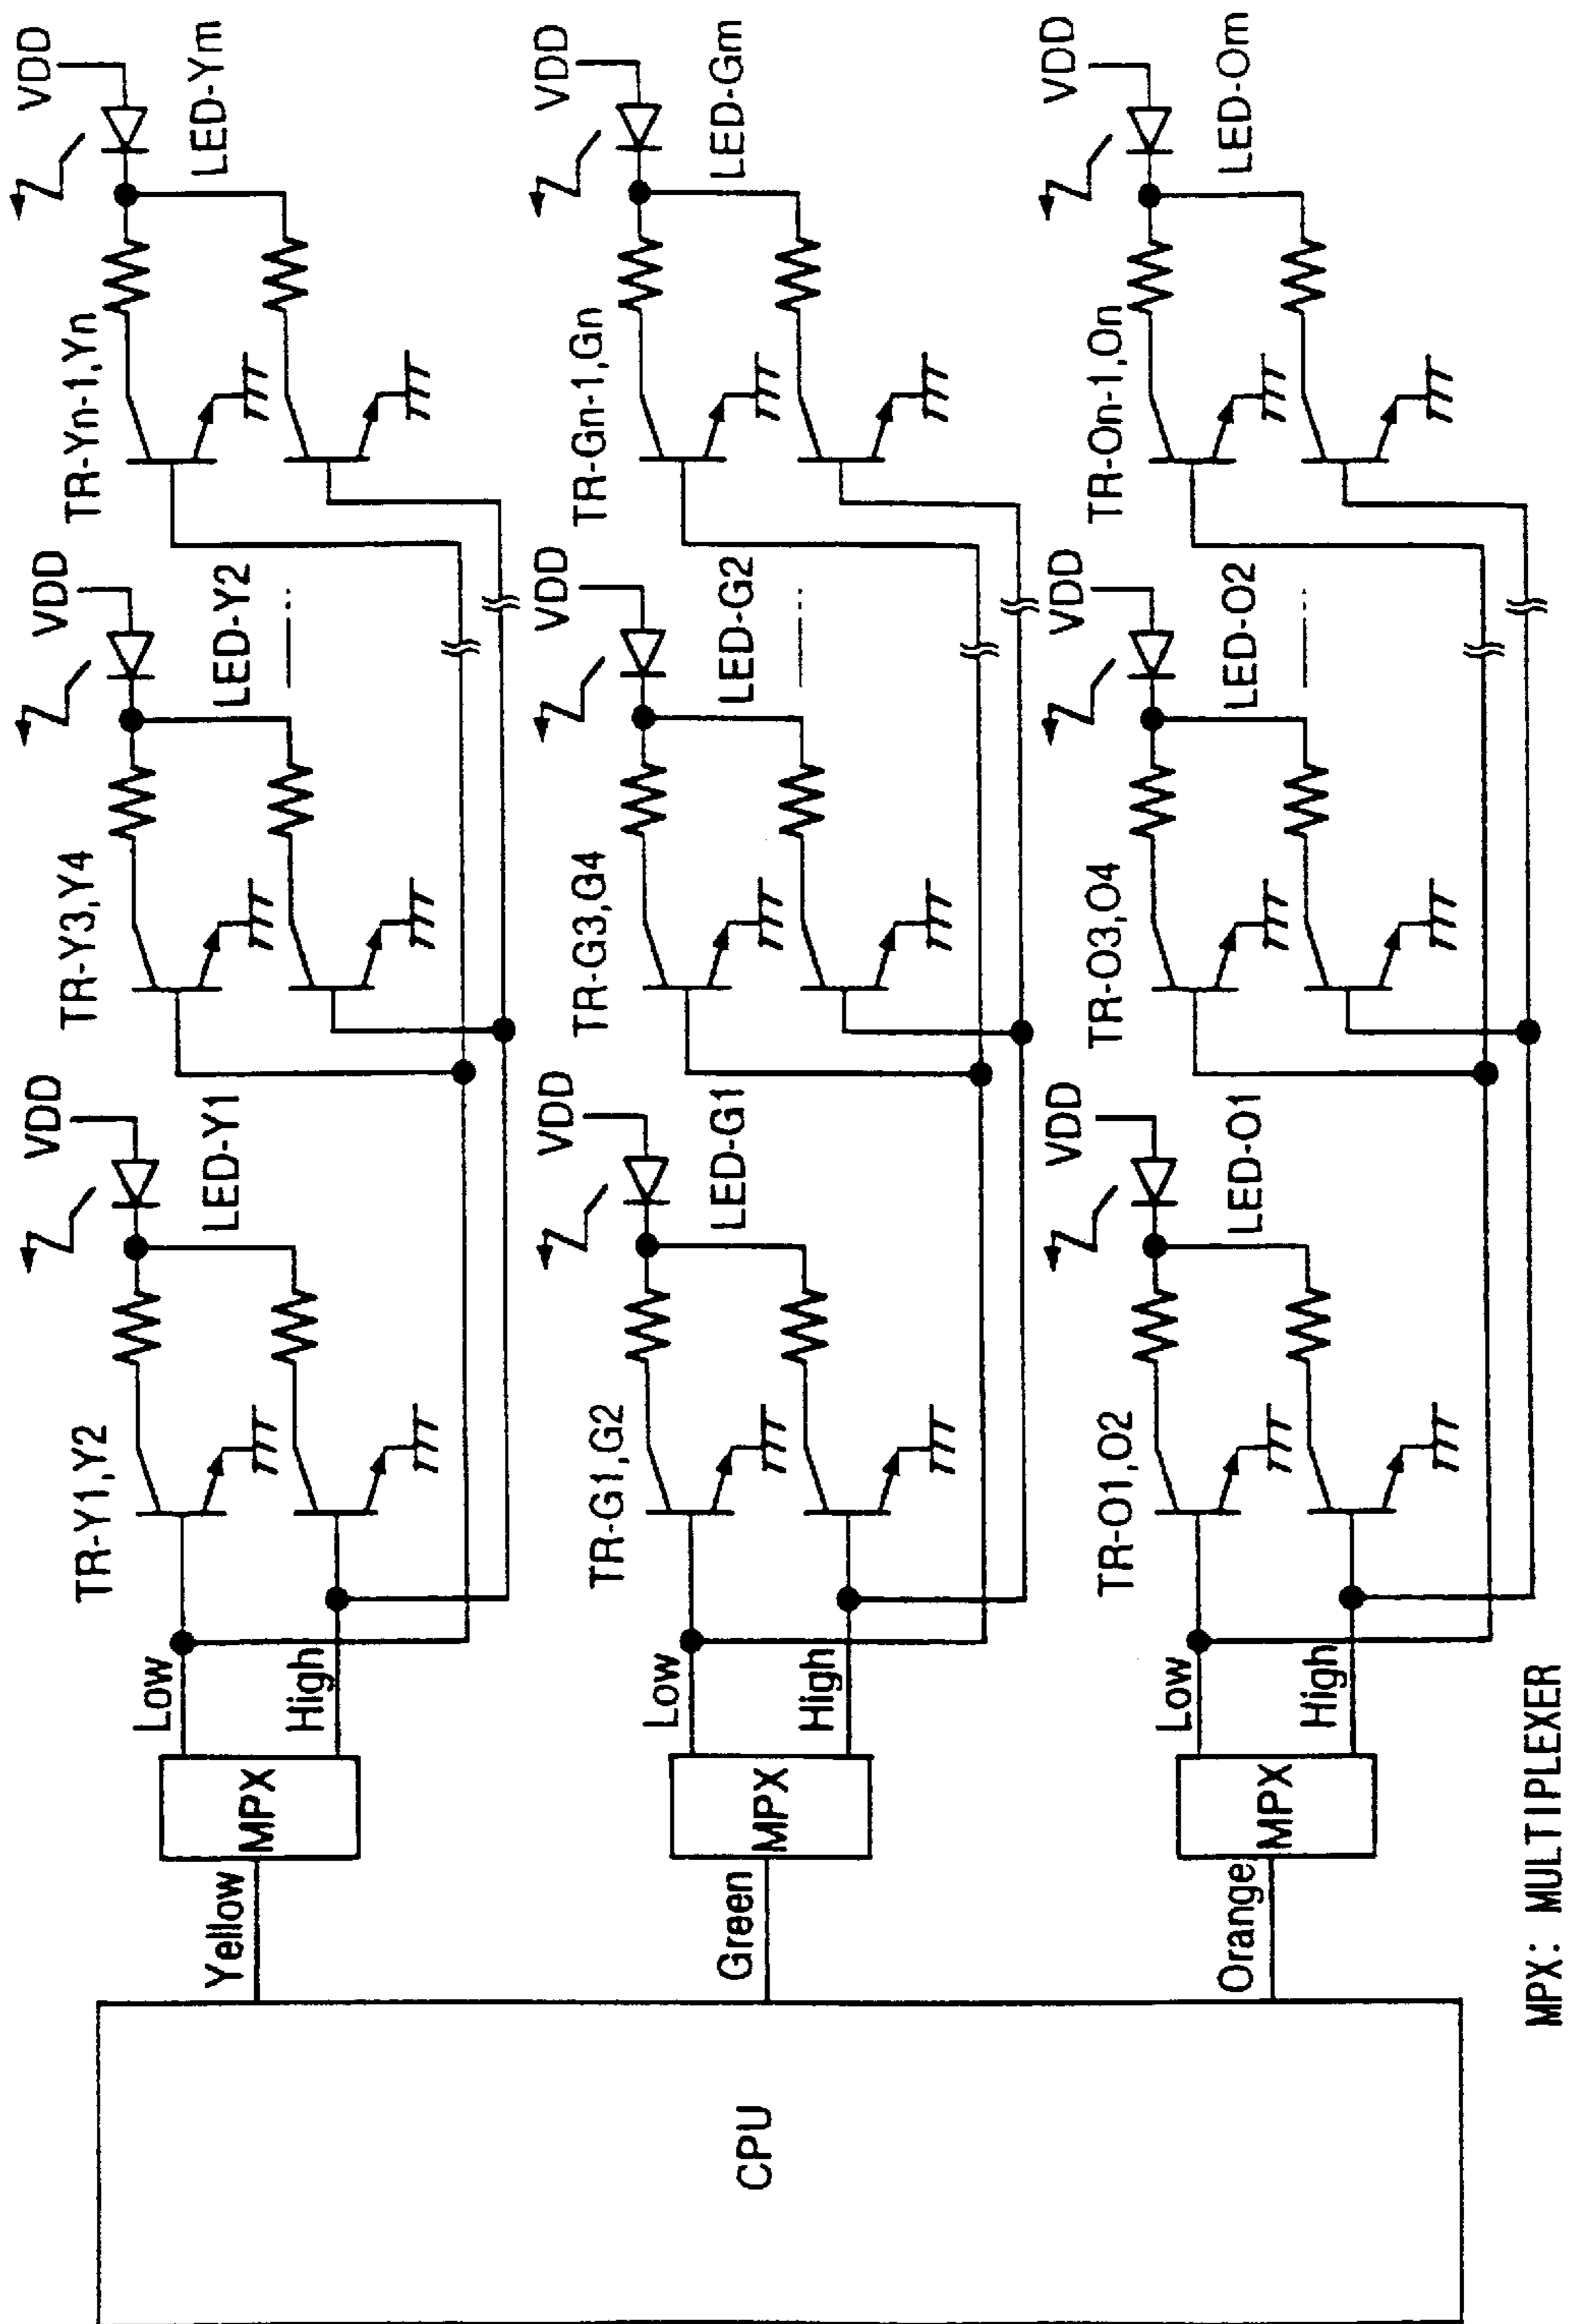 CPU
Yellow
MPX
Low
High
TR-Y1,Y2
VDD
LED-Y1
TR-Y3,Y4
VDD
LED-Y2
TR-Yn-1,Yn
VDD
LED-Ym
Green
MPX
Low
High
TR-G1,G2
VDD
LED-G1
TR-G3,G4
VDD
LED-G2
TR-Gn-1,Gn
VDD
LED-Gm
Orange
MPX
Low
High
TR-O1,O2
VDD
LED-O1
TR-O3,O4
VDD
LED-O2
TR-On-1,On
VDD
LED-Om
MPX: MULTIPLEXER